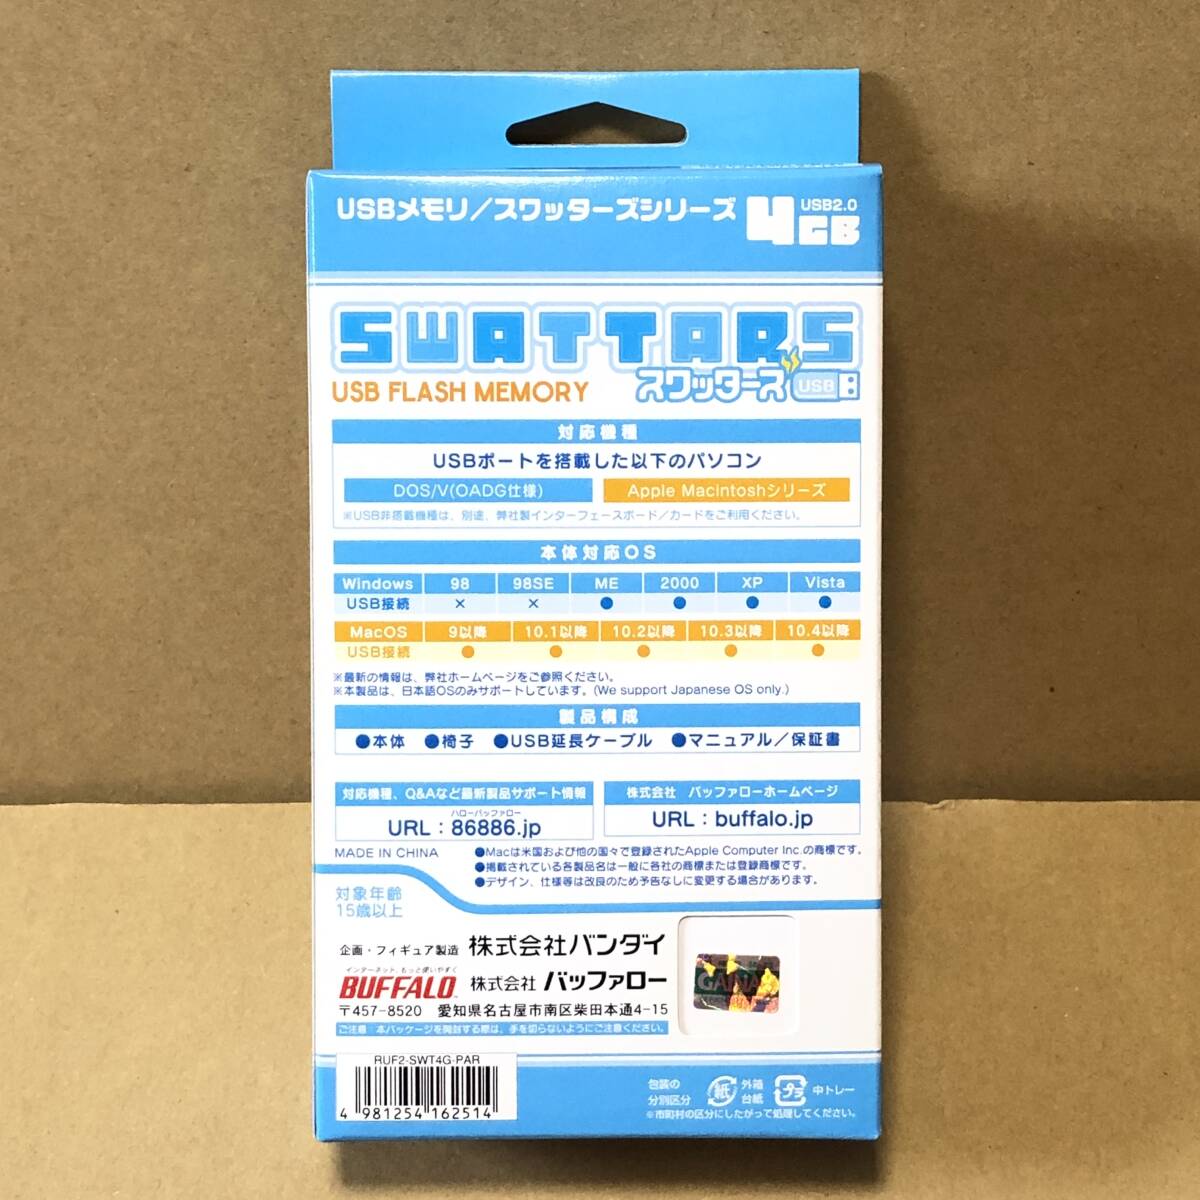 USBメモリ／スワッターズシリーズ
4GB
USB2.0
SWATTARS
USB FLASH MEMORY
スワッターズ USB
対応機種
USBポートを搭載した以下のパソコン
DOS/V(OADG仕様)
Apple Macintoshシリーズ
※USB非搭載機種は、別途、弊社製インターフェースボード／カードをご利用ください。
本体対応OS
Windows 98 98SE ME 2000 XP Vista
USB接続 × × ● ● ● ●
MacOS 9以降 10.1以降 10.2以降 10.3以降 10.4以降
USB接続 ● ● ● ● ●
※最新の情報は、弊社ホームページをご参照ください。
※本製品は、日本語OSのみサポートしています。(We support Japanese OS only.)
製品構成
●本体 ●椅子 ●USB延長ケーブル ●マニュアル／保証書
対応機種、Q&Aなど最新製品サポート情報
ハローバッファロー
URL：86886.jp
株式会社 バッファローホームページ
URL：buffalo.jp
MADE IN CHINA
●Macは米国および他の国々で登録されたApple Computer Inc.の商標です。
●掲載されている各製品名は一般に各社の商標または登録商標です。
●デザイン、仕様等は改良のため予告なしに変更する場合があります。
対象年齢
15歳以上
企画・フィギュア製造 株式会社バンダイ
インターネット、もっと使いやすく
BUFFALO™ 株式会社 バッファロー
〒457-8520 愛知県名古屋市南区柴田本通4-15
ご注意：本パッケージを開封する際は、手を切らないようにご注意ください。
GAINA
RUF2-SWT4G-PAR
4 981254 162514
包装の
分別区分
紙
外箱
台紙
プラ
中トレー
※市町村の区分にしたがって処理してください。